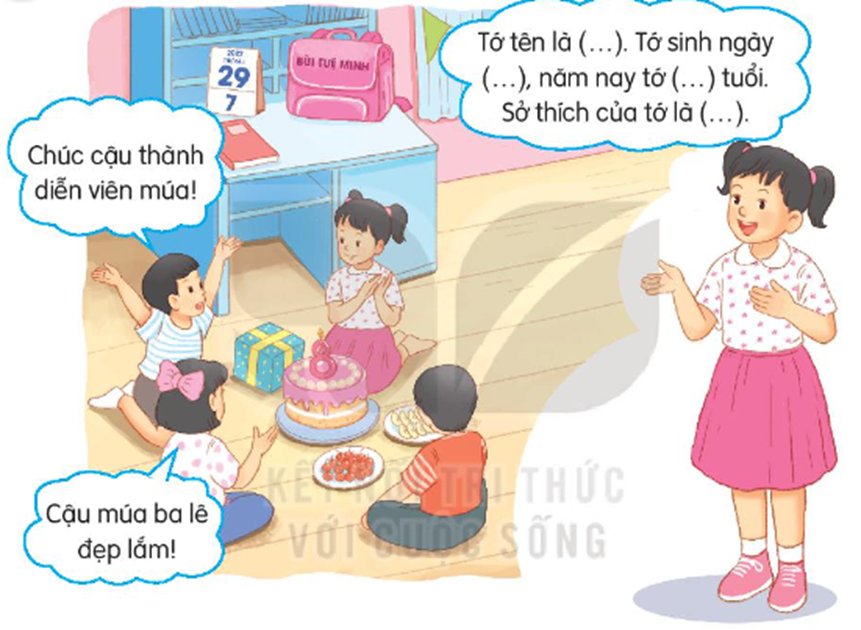 Tớ tên là (...). Tớ sinh ngày
(...), năm nay tớ (...) tuổi.
Sở thích của tớ là (...).
BÙI TUỆ MINH
29
7
Chúc cậu thành
diễn viên múa!
8
Cậu múa ba lê
đẹp lắm!
KẾT NỐI TRI THỨC
VỚI CUỘC SỐNG